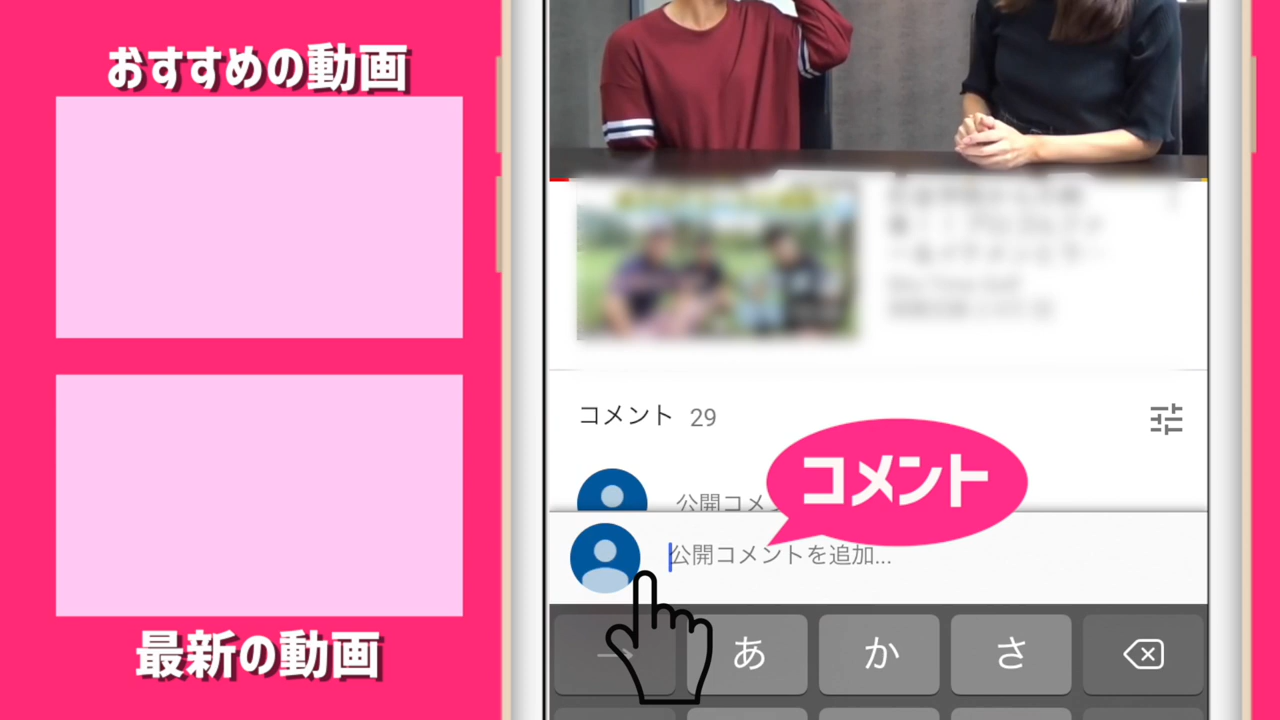 おすすめの動画
最新の動画
コメント 29
コメント
公開コメ
公開コメントを追加...
あ
か
さ